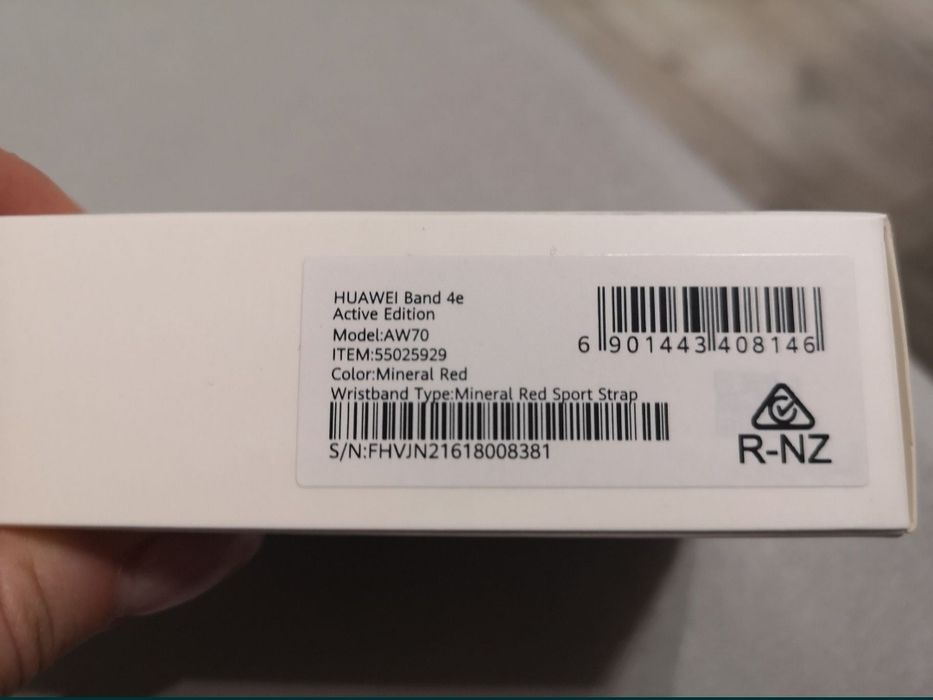 HUAWEI Band 4e
Active Edition
Model:AW70
ITEM:55025929
Color:Mineral Red
Wristband Type:Mineral Red Sport Strap
S/N:FHVJN21618008381
6 901443 408146
R-NZ